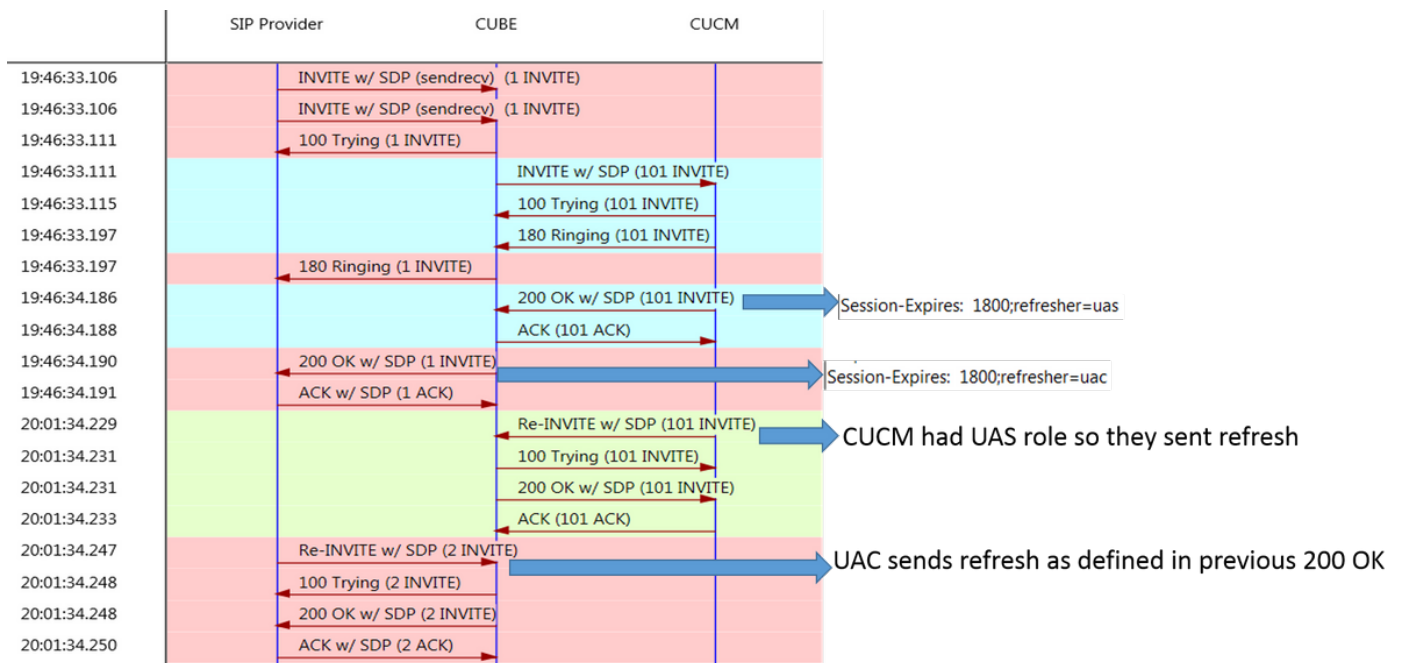 SIP Provider CUBE CUCM
19:46:33.106 INVITE w/ SDP (sendrecv) (1 INVITE)
19:46:33.106 INVITE w/ SDP (sendrecv) (1 INVITE)
19:46:33.111 100 Trying (1 INVITE)
19:46:33.111 INVITE w/ SDP (101 INVITE)
19:46:33.115 100 Trying (101 INVITE)
19:46:33.197 180 Ringing (101 INVITE)
19:46:33.197 180 Ringing (1 INVITE)
19:46:34.186 200 OK w/ SDP (101 INVITE) Session-Expires: 1800;refresher=uas
19:46:34.188 ACK (101 ACK)
19:46:34.190 200 OK w/ SDP (1 INVITE) Session-Expires: 1800;refresher=uac
19:46:34.191 ACK w/ SDP (1 ACK)
20:01:34.229 Re-INVITE w/ SDP (101 INVITE) CUCM had UAS role so they sent refresh
20:01:34.231 100 Trying (101 INVITE)
20:01:34.231 200 OK w/ SDP (101 INVITE)
20:01:34.233 ACK (101 ACK)
20:01:34.247 Re-INVITE w/ SDP (2 INVITE) UAC sends refresh as defined in previous 200 OK
20:01:34.248 100 Trying (2 INVITE)
20:01:34.248 200 OK w/ SDP (2 INVITE)
20:01:34.250 ACK w/ SDP (2 ACK)